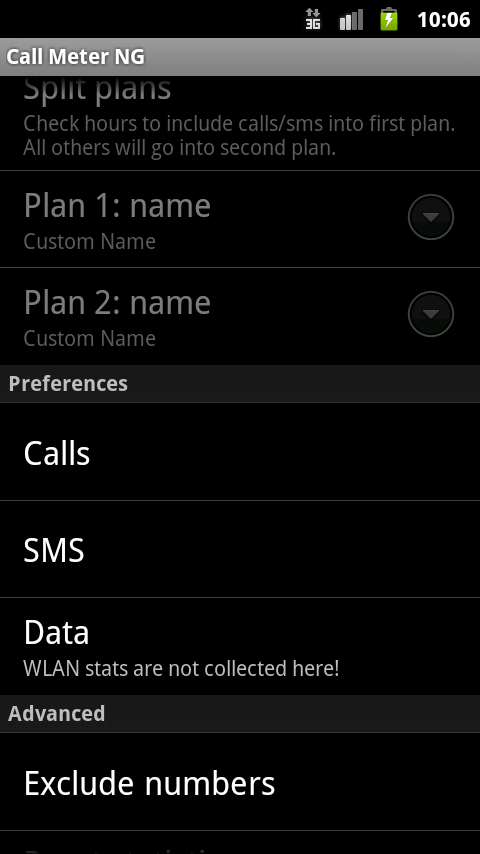 3G
10:06
Call Meter NG
Split plans
Check hours to include calls/sms into first plan.
All others will go into second plan.
Plan 1: name
Custom Name
Plan 2: name
Custom Name
Preferences
Calls
SMS
Data
WLAN stats are not collected here!
Advanced
Exclude numbers